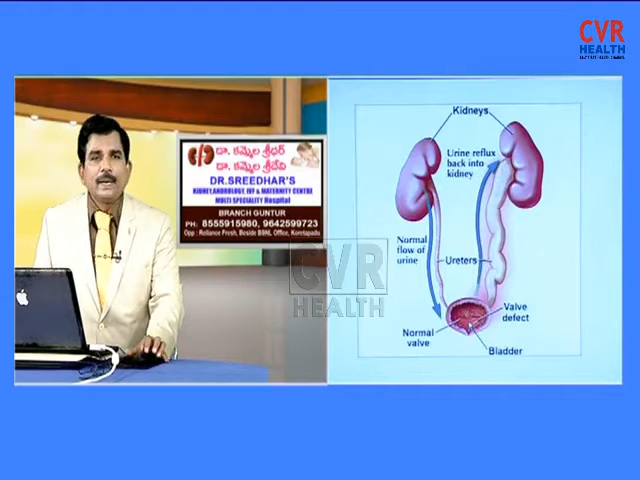 CVR
HEALTH
డా. కమ్మెల శ్రీధర్
డా. కమ్మెల శ్రీదేవి
DR.SREEDHAR'S
KIDNEY,ANDROLOGY, IVF & MATERNITY CENTRE
MULTI SPECIALITY Hospital
BRANCH GUNTUR
PH: 8555915980, 9642599723
Opp : Reliance Fresh, Beside BSNL Office, Koretapadu
Kidneys
Urine reflux
back into
kidney
Normal
flow of
urine
Ureters
Valve
defect
Normal
valve
Bladder
CVR
HEALTH